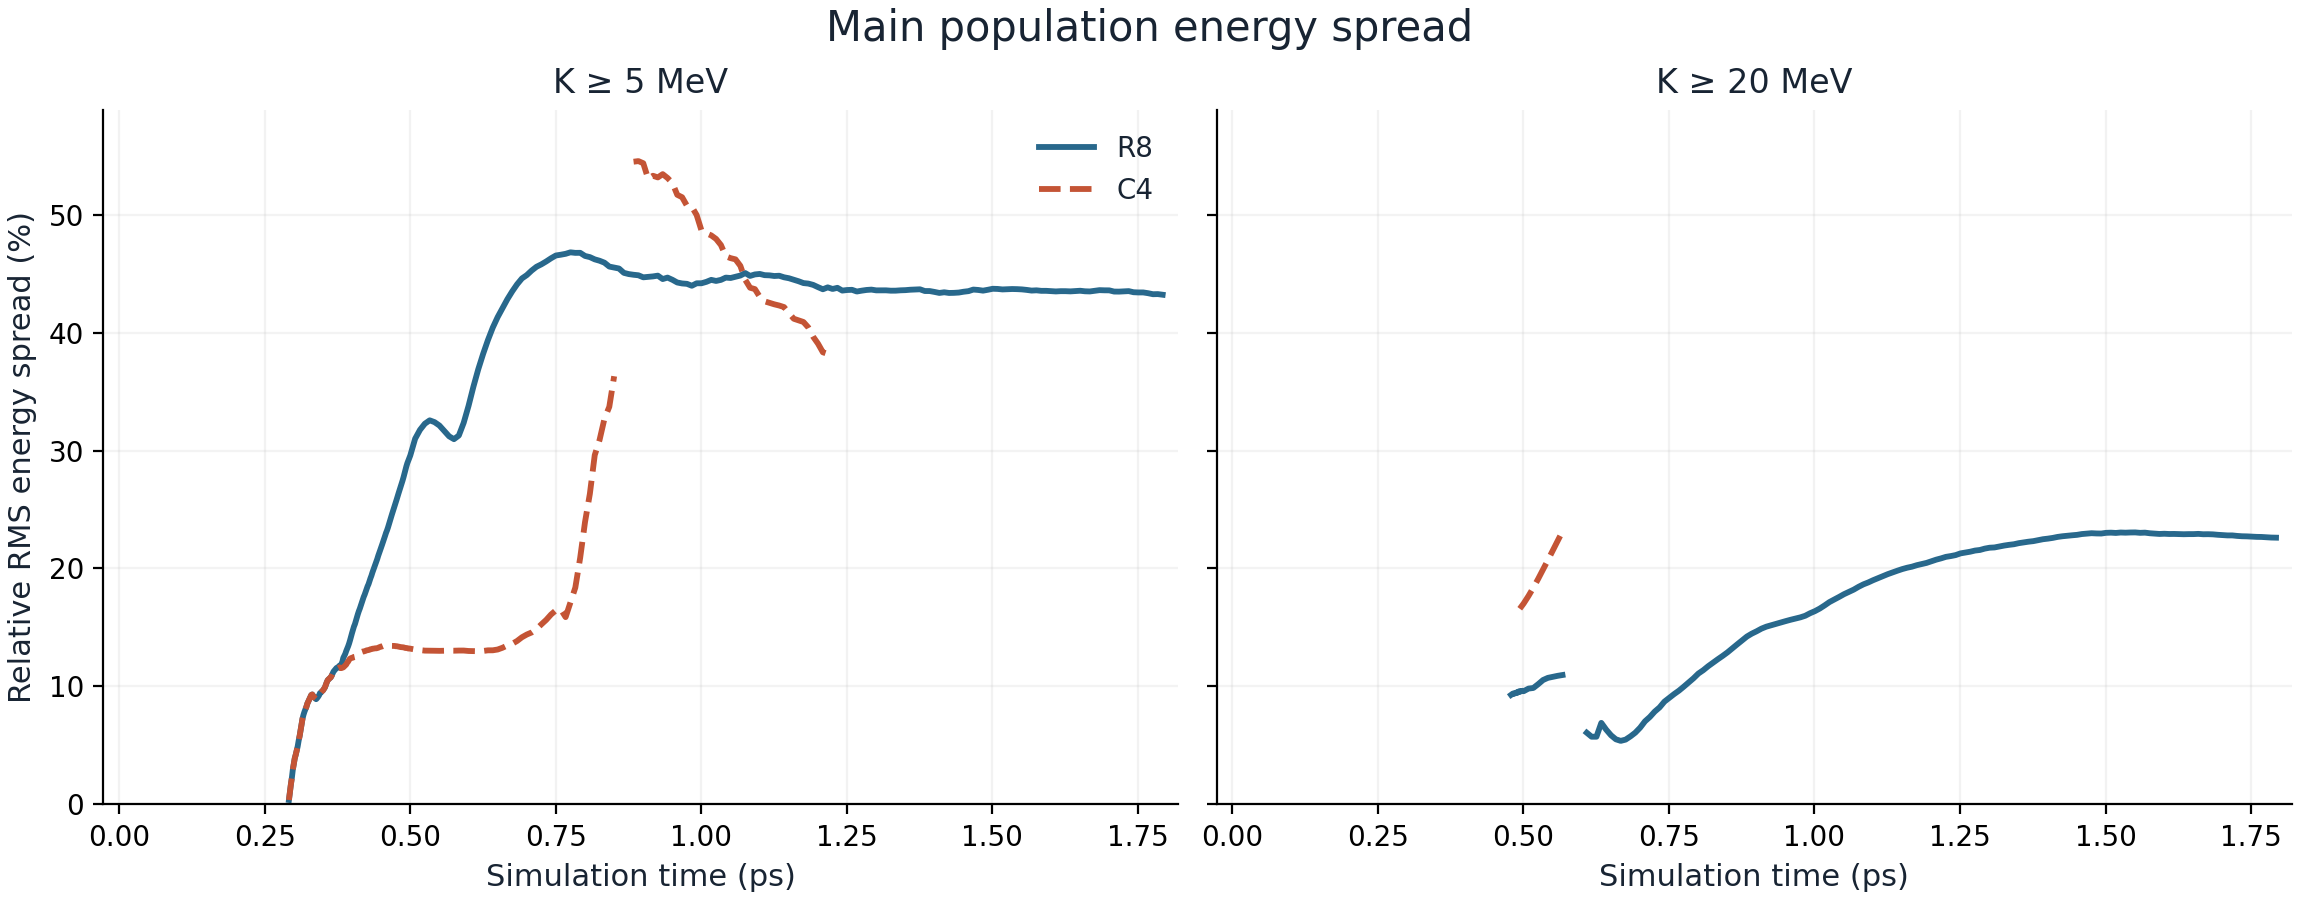 Main population energy spread
K ≥ 5 MeV
K ≥ 20 MeV
R8
C4
Relative RMS energy spread (%)
50
40
30
20
10
0
0.00 0.25 0.50 0.75 1.00 1.25 1.50 1.75
0.00 0.25 0.50 0.75 1.00 1.25 1.50 1.75
Simulation time (ps)
Simulation time (ps)